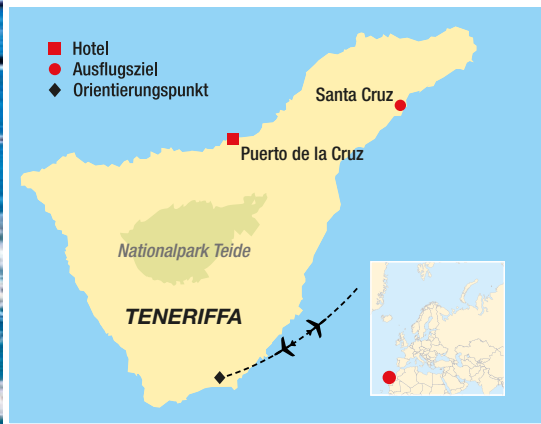 Hotel
Ausflugsziel
Orientierungspunkt
Santa Cruz
Puerto de la Cruz
Nationalpark Teide
TENERIFFA